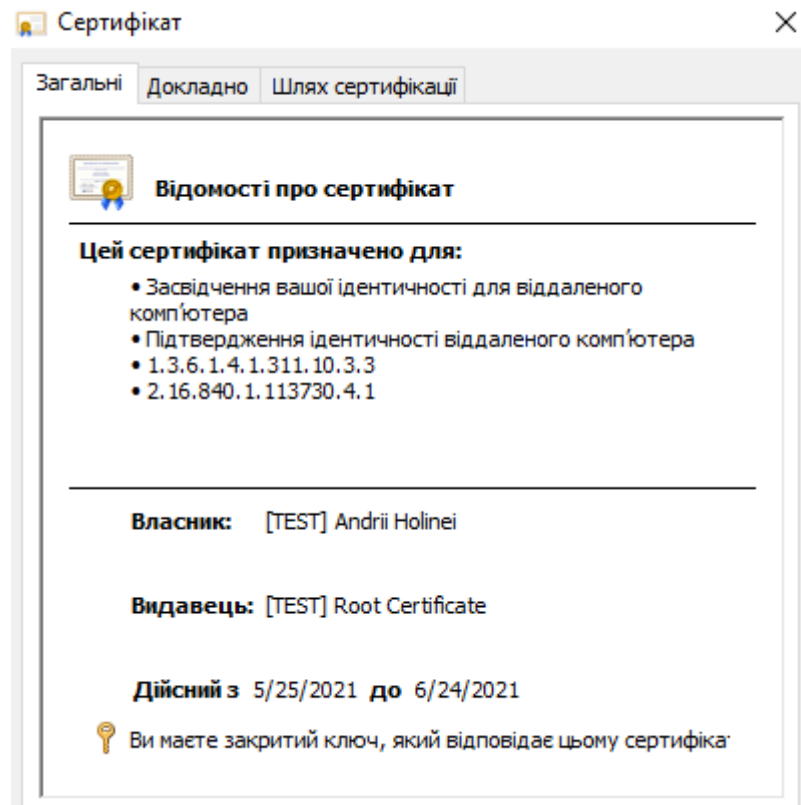 Сертифікат
Загальні Докладно Шлях сертифікації
Відомості про сертифікат
Цей сертифікат призначено для:
• Засвідчення вашої ідентичності для віддаленого
комп'ютера
• Підтвердження ідентичності віддаленого комп'ютера
• 1.3.6.1.4.1.311.10.3.3
• 2.16.840.1.113730.4.1
Власник: [TEST] Andrii Holinei
Видавець: [TEST] Root Certificate
Дійсний з 5/25/2021 до 6/24/2021
Ви маєте закритий ключ, який відповідає цьому сертифіка